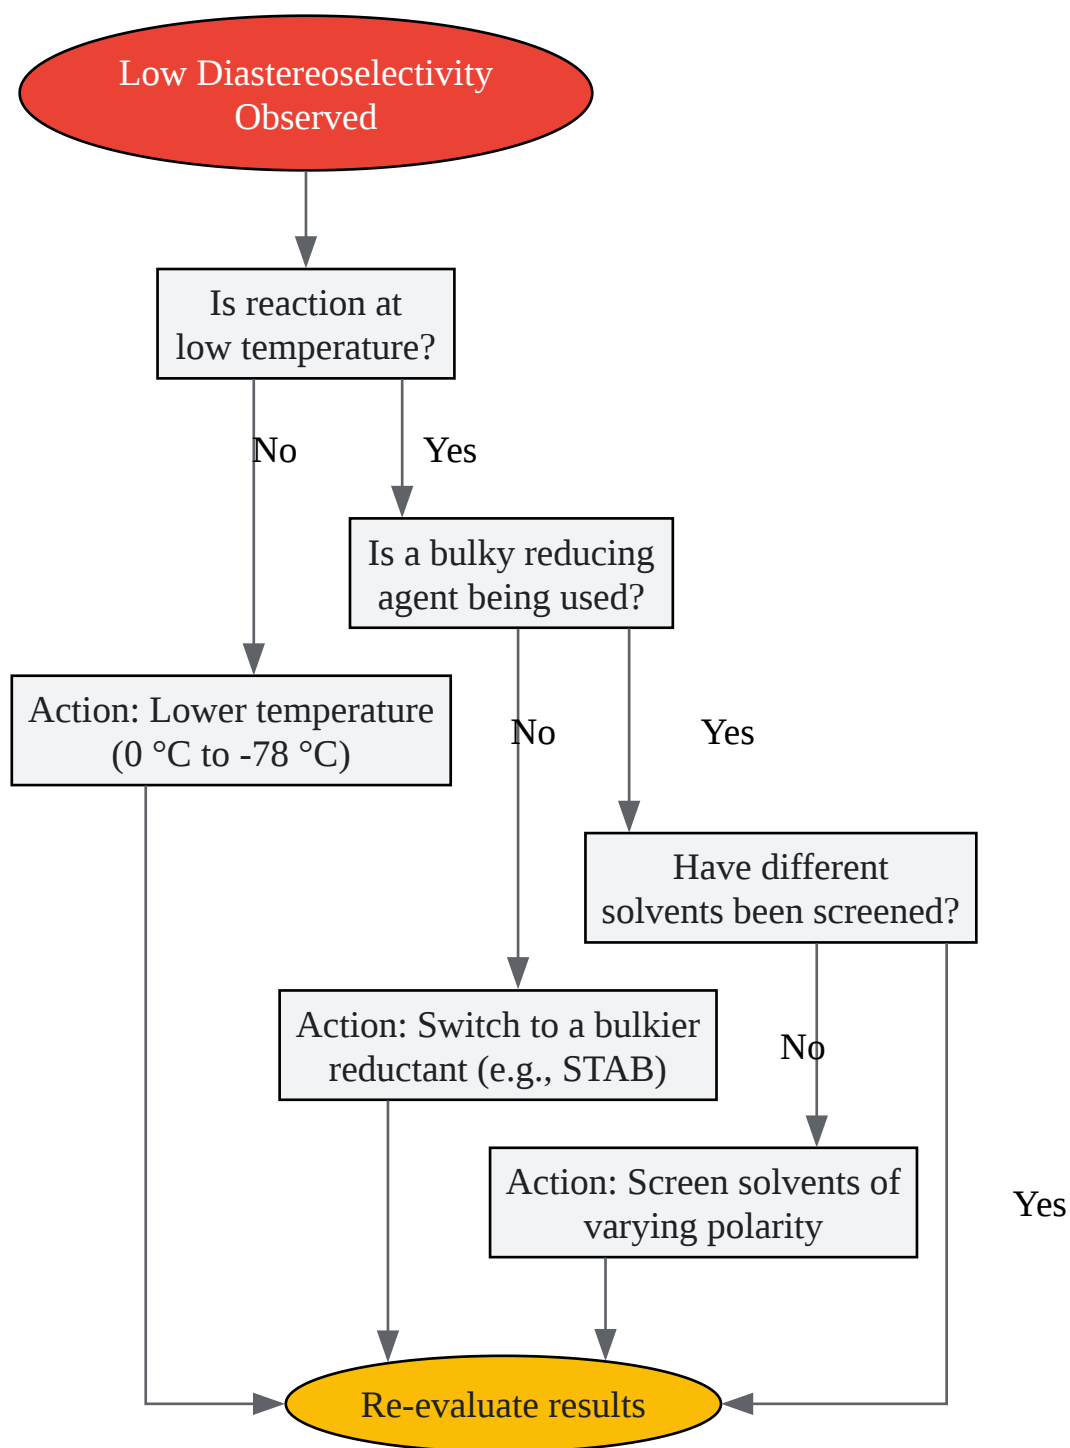 Low Diastereoselectivity
Observed
Is reaction at
low temperature?
No
Yes
Is a bulky reducing
agent being used?
Action: Lower temperature
(0 °C to -78 °C)
No
Yes
Have different
solvents been screened?
Action: Switch to a bulkier
reductant (e.g., STAB)
No
Action: Screen solvents of
varying polarity
Yes
Re-evaluate results